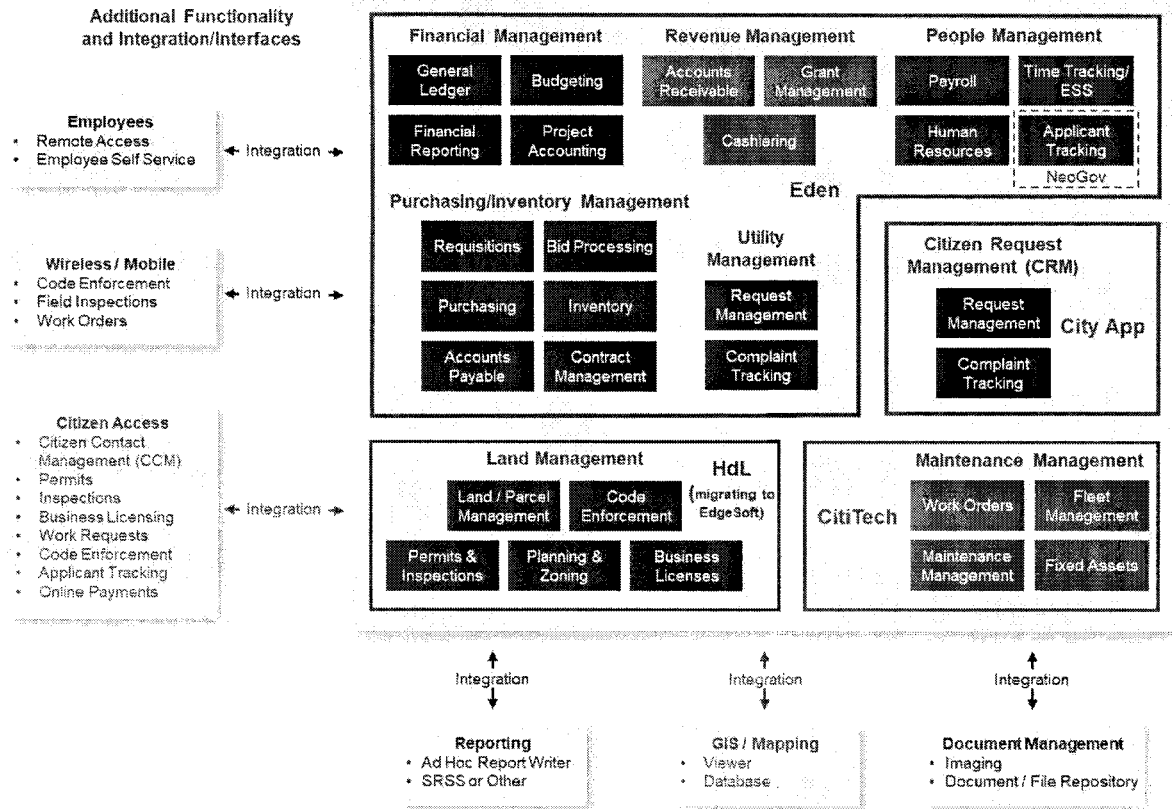 Additional Functionality
and Integration/Interfaces
Employees
• Remote Access
• Employee Self Service
Integration
Wireless / Mobile
• Code Enforcement
• Field Inspections
• Work Orders
Integration
Citizen Access
• Citizen Contact
Management (CCM)
• Permits
• Inspections
• Business Licensing
• Work Requests
• Code Enforcement
• Applicant Tracking
• Online Payments
Integration
Financial Management
General
Ledger
Budgeting
Financial
Reporting
Project
Accounting
Revenue Management
Accounts
Receivable
Grant
Management
Cashiering
People Management
Payroll
Time Tracking/
ESS
Human
Resources
Applicant
Tracking
NeoGov
Eden
Purchasing/Inventory Management
Requisitions
Bid Processing
Purchasing
Inventory
Accounts
Payable
Contract
Management
Utility
Management
Request
Management
Complaint
Tracking
Citizen Request
Management (CRM)
Request
Management
City App
Complaint
Tracking
Land Management
HdL
(migrating to
EdgeSoft)
Land / Parcel
Management
Code
Enforcement
Permits &
Inspections
Planning &
Zoning
Business
Licenses
Maintenance Management
CitiTech
Work Orders
Fleet
Management
Maintenance
Management
Fixed Assets
Integration
Integration
Integration
Reporting
• Ad Hoc Report Writer
• SRSS or Other
GIS / Mapping
• Viewer
• Database
Document Management
• Imaging
• Document / File Repository